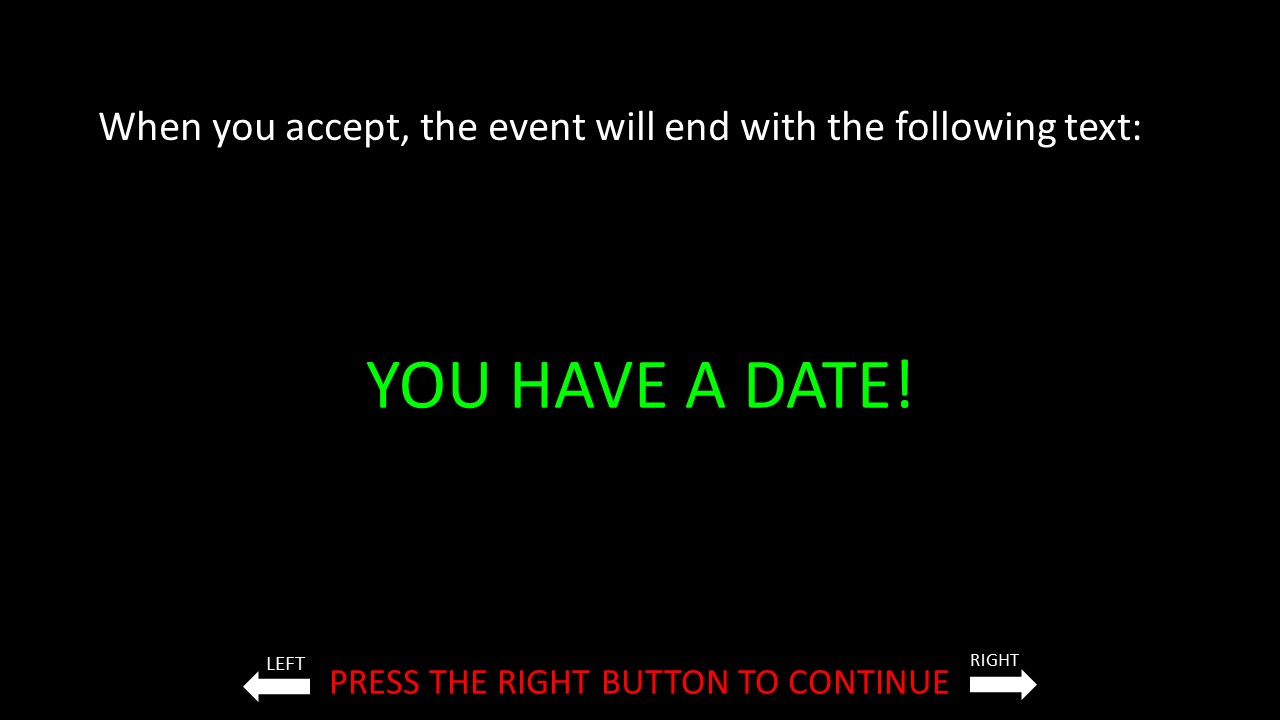 When you accept, the event will end with the following text:
YOU HAVE A DATE!
LEFT
PRESS THE RIGHT BUTTON TO CONTINUE
RIGHT